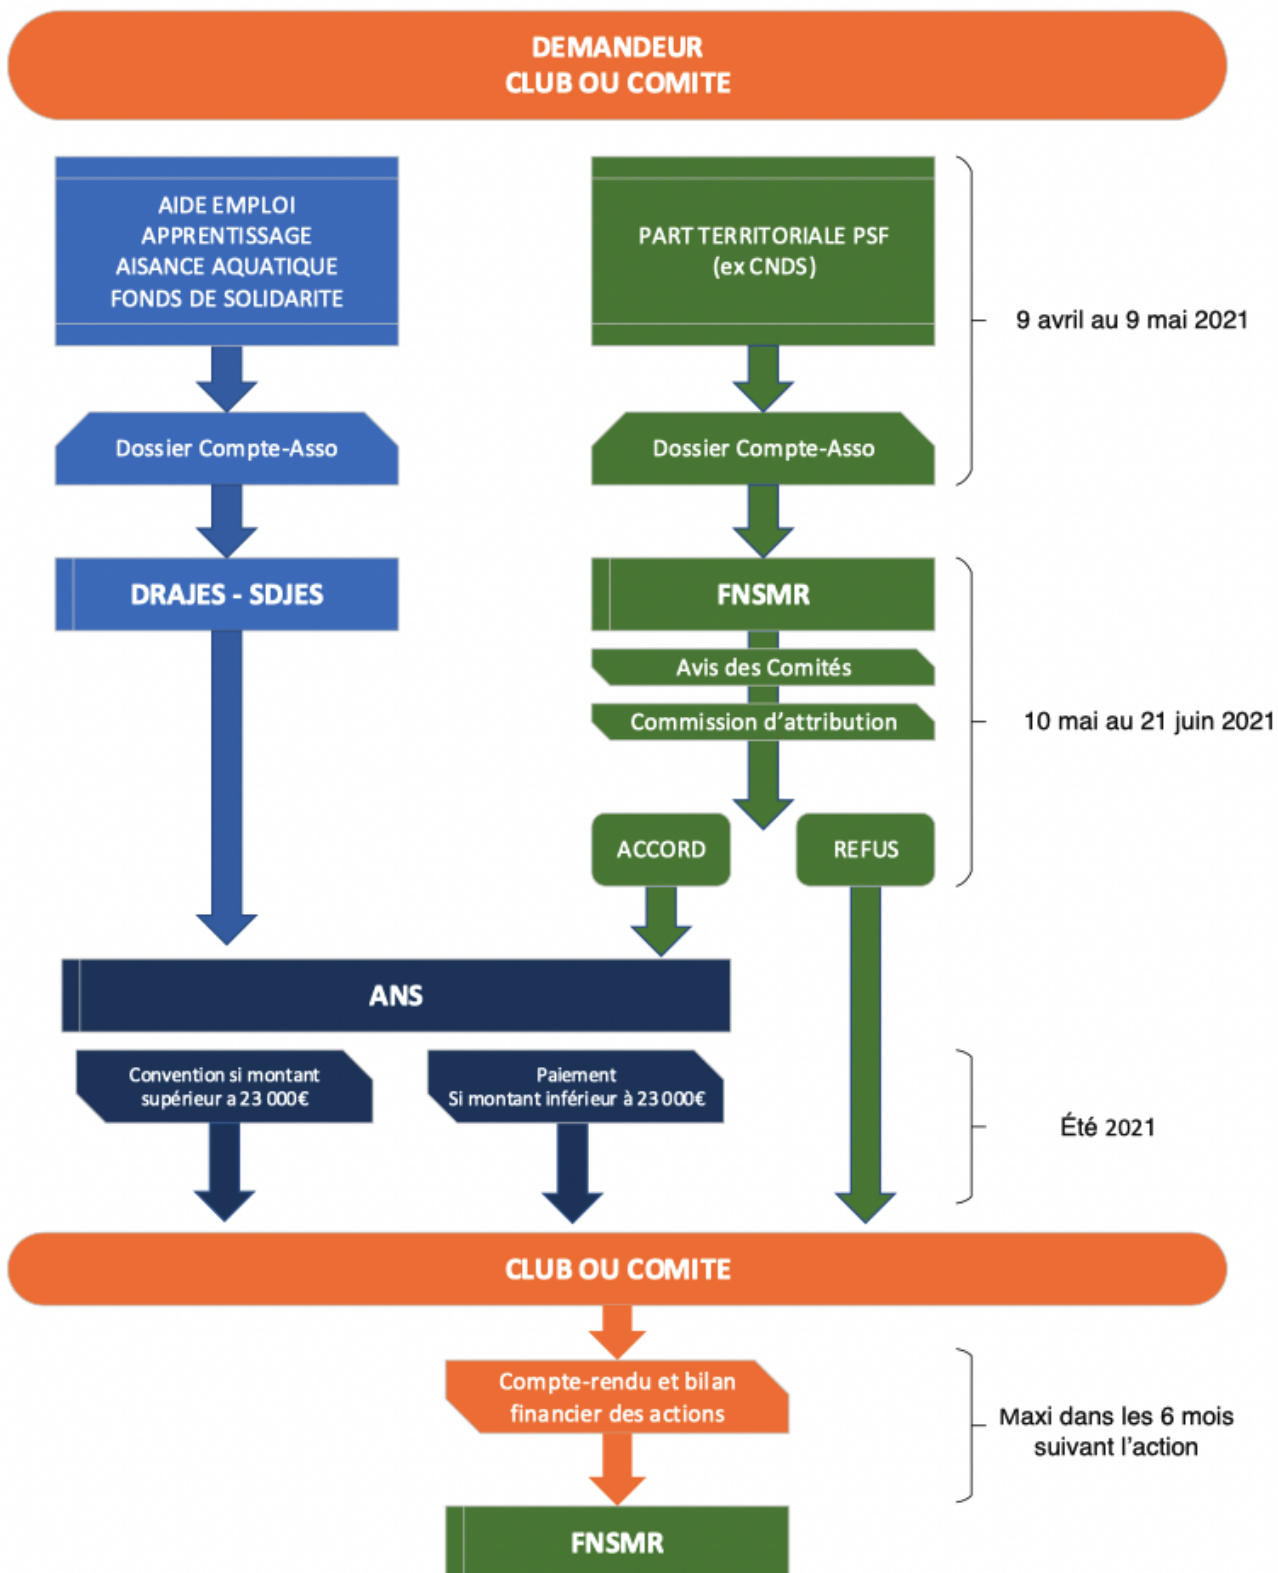 DEMANDEUR
CLUB OU COMITE
AIDE EMPLOI
APPRENTISSAGE
AISANCE AQUATIQUE
FONDS DE SOLIDARITE
PART TERRITORIALE PSF
(ex CNDS)
9 avril au 9 mai 2021
Dossier Compte-Asso
Dossier Compte-Asso
DRAJES - SDJES
FNSMR
Avis des Comités
Commission d'attribution
10 mai au 21 juin 2021
ACCORD
REFUS
ANS
Convention si montant
supérieur a 23 000€
Paiement
Si montant inférieur à 23 000€
Été 2021
CLUB OU COMITE
Compte-rendu et bilan
financier des actions
Maxi dans les 6 mois
suivant l'action
FNSMR